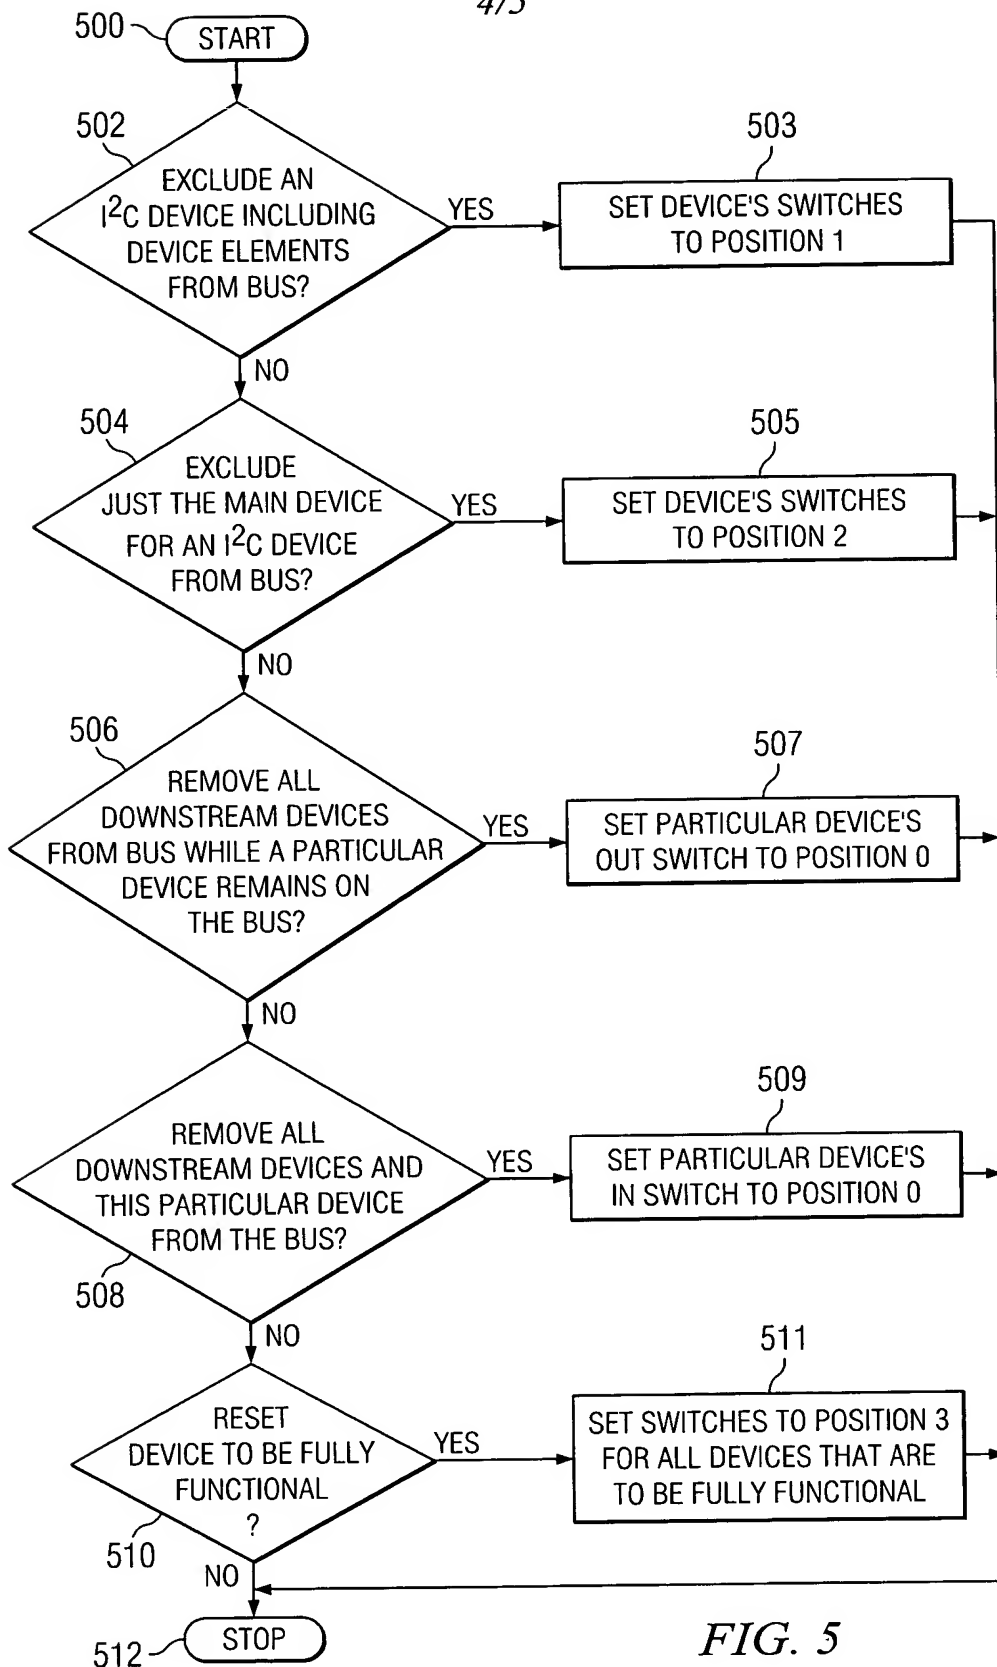 4/5
500
START
502
EXCLUDE AN
I²C DEVICE INCLUDING
DEVICE ELEMENTS
FROM BUS?
YES
503
SET DEVICE'S SWITCHES
TO POSITION 1
NO
504
EXCLUDE
JUST THE MAIN DEVICE
FOR AN I²C DEVICE
FROM BUS?
YES
505
SET DEVICE'S SWITCHES
TO POSITION 2
NO
506
REMOVE ALL
DOWNSTREAM DEVICES
FROM BUS WHILE A PARTICULAR
DEVICE REMAINS ON
THE BUS?
YES
507
SET PARTICULAR DEVICE'S
OUT SWITCH TO POSITION 0
NO
REMOVE ALL
DOWNSTREAM DEVICES AND
THIS PARTICULAR DEVICE
FROM THE BUS?
508
YES
509
SET PARTICULAR DEVICE'S
IN SWITCH TO POSITION 0
NO
RESET
DEVICE TO BE FULLY
FUNCTIONAL
?
510
YES
511
SET SWITCHES TO POSITION 3
FOR ALL DEVICES THAT ARE
TO BE FULLY FUNCTIONAL
NO
512
STOP
FIG. 5